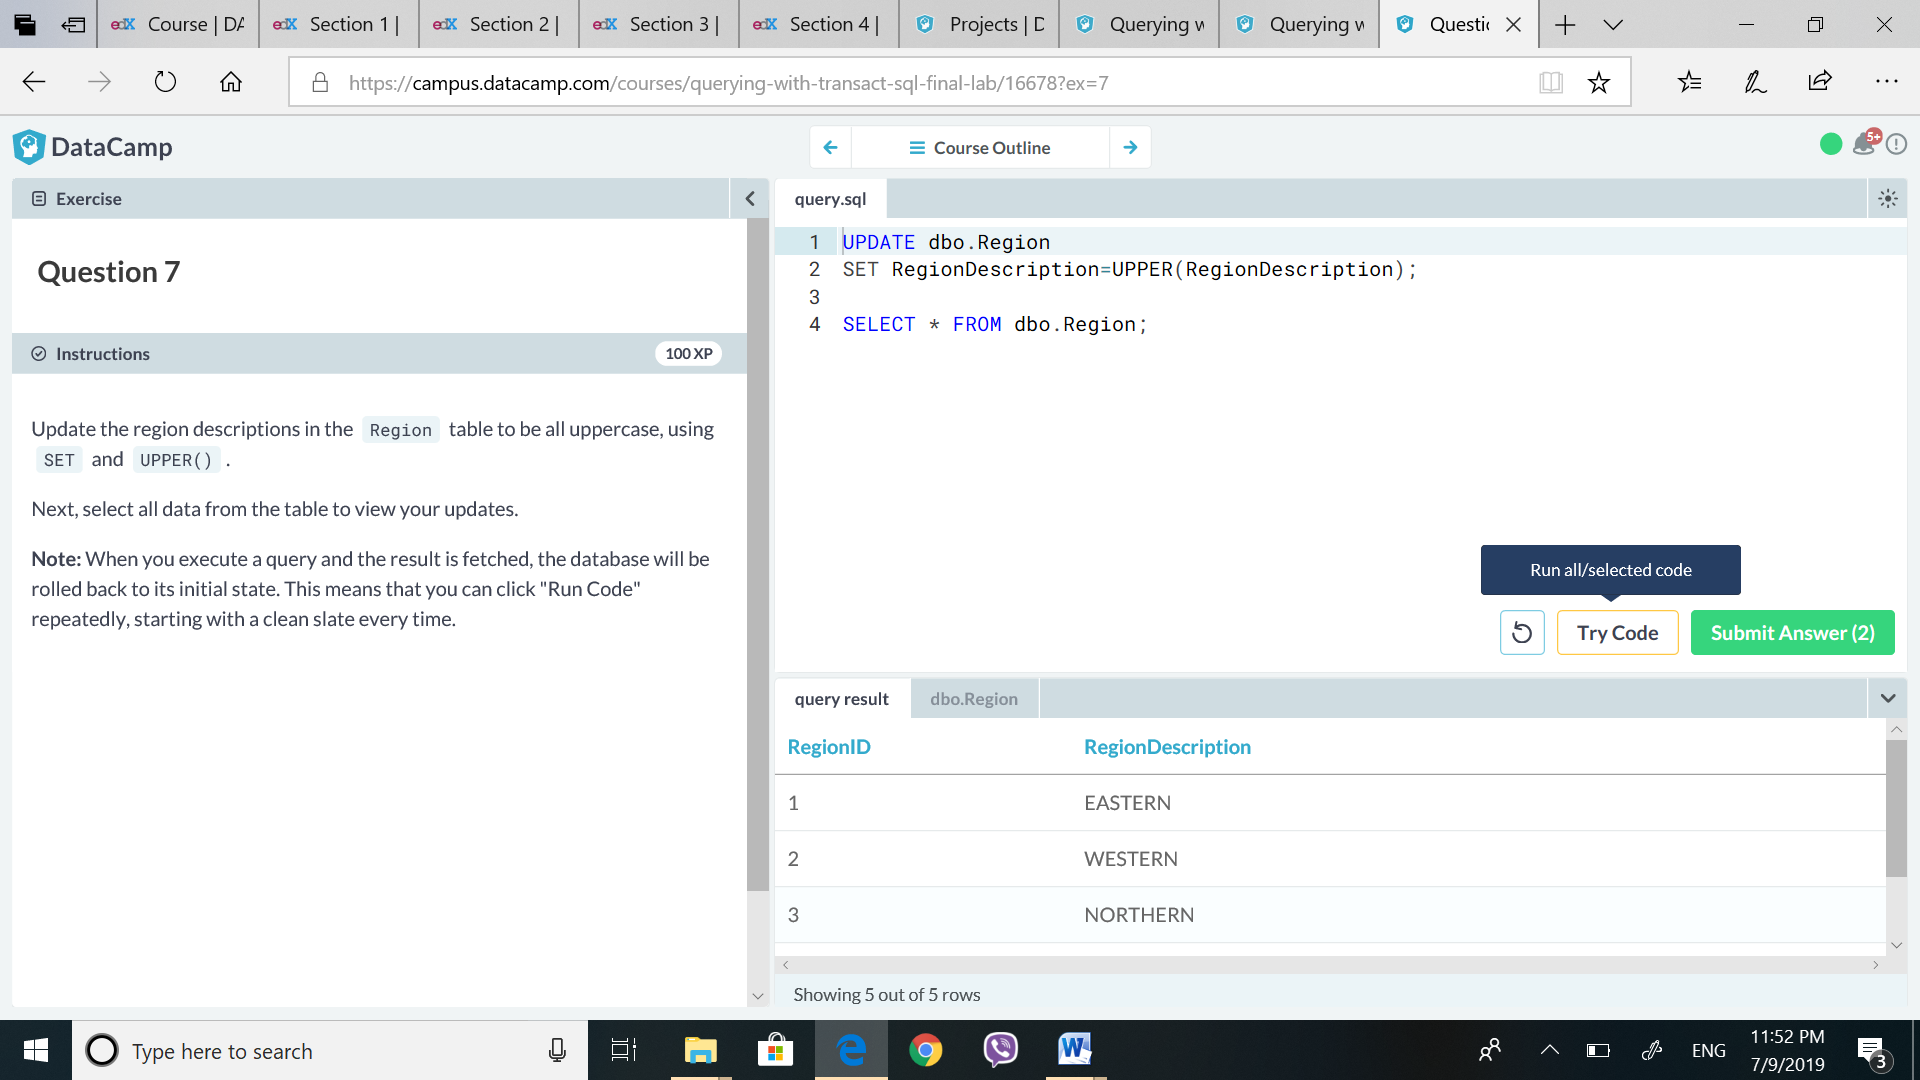 Course | DA
Section 1 |
Section 2 |
Section 3 |
Section 4 |
Projects | D
Querying w
Querying w
Questic
https://campus.datacamp.com/courses/querying-with-transact-sql-final-lab/16678?ex=7
DataCamp
Course Outline
5+
Exercise
Question 7
Instructions
100 XP
Update the region descriptions in the Region table to be all uppercase, using
SET and UPPER() .
Next, select all data from the table to view your updates.
Note: When you execute a query and the result is fetched, the database will be
rolled back to its initial state. This means that you can click "Run Code"
repeatedly, starting with a clean slate every time.
query.sql
1 UPDATE dbo.Region
2 SET RegionDescription=UPPER(RegionDescription);
3
4 SELECT * FROM dbo.Region;
Run all/selected code
Try Code
Submit Answer (2)
query result
dbo.Region
RegionID RegionDescription
1 EASTERN
2 WESTERN
3 NORTHERN
Showing 5 out of 5 rows
Type here to search
ENG
11:52 PM
7/9/2019
3